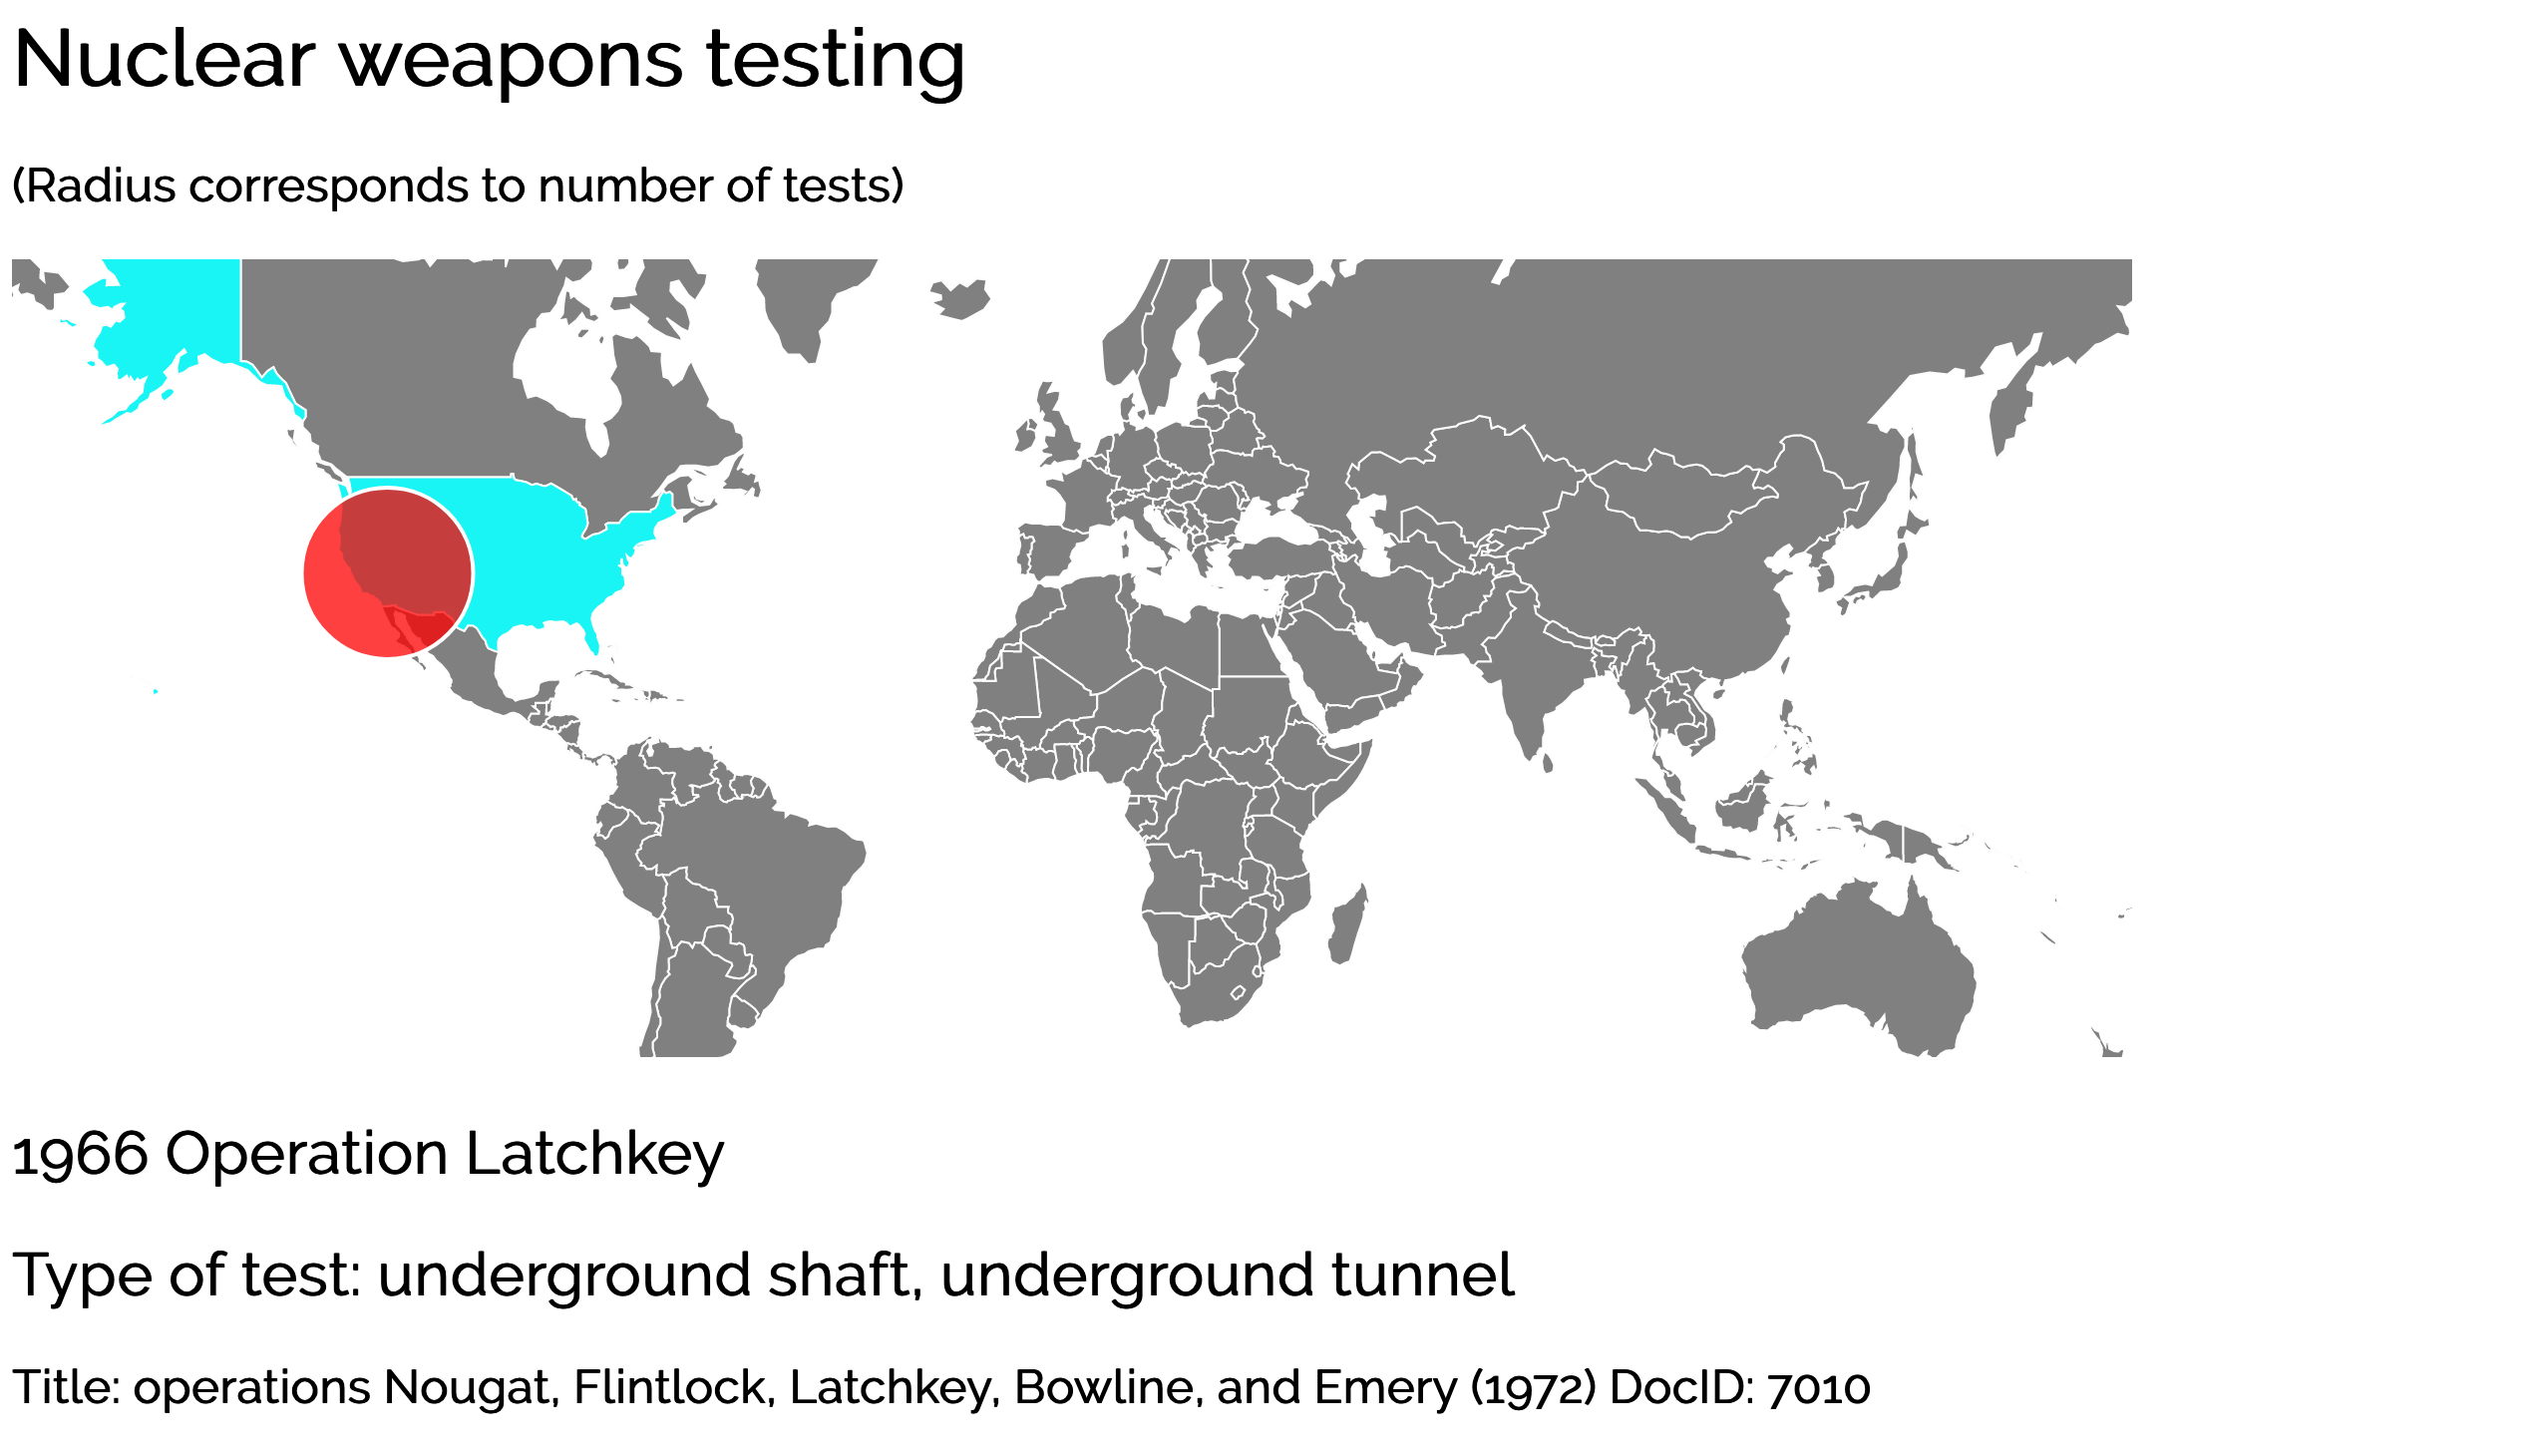 Nuclear weapons testing
(Radius corresponds to number of tests)
1966 Operation Latchkey
Type of test: underground shaft, underground tunnel
Title: operations Nougat, Flintlock, Latchkey, Bowline, and Emery (1972) DocID: 7010